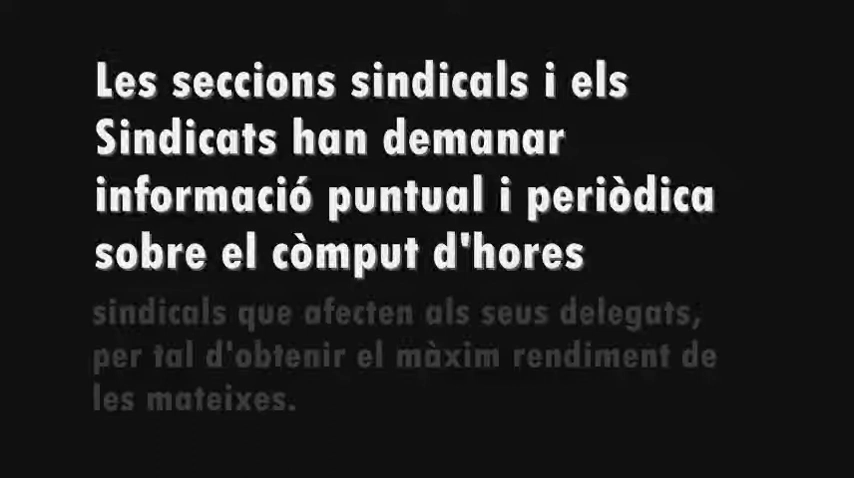 Les seccions sindicals i els
Sindicats han demanar
informació puntual i periòdica
sobre el còmput d'hores
sindicals que afecten als seus delegats,
per tal d'obtenir el màxim rendiment de
les mateixes.